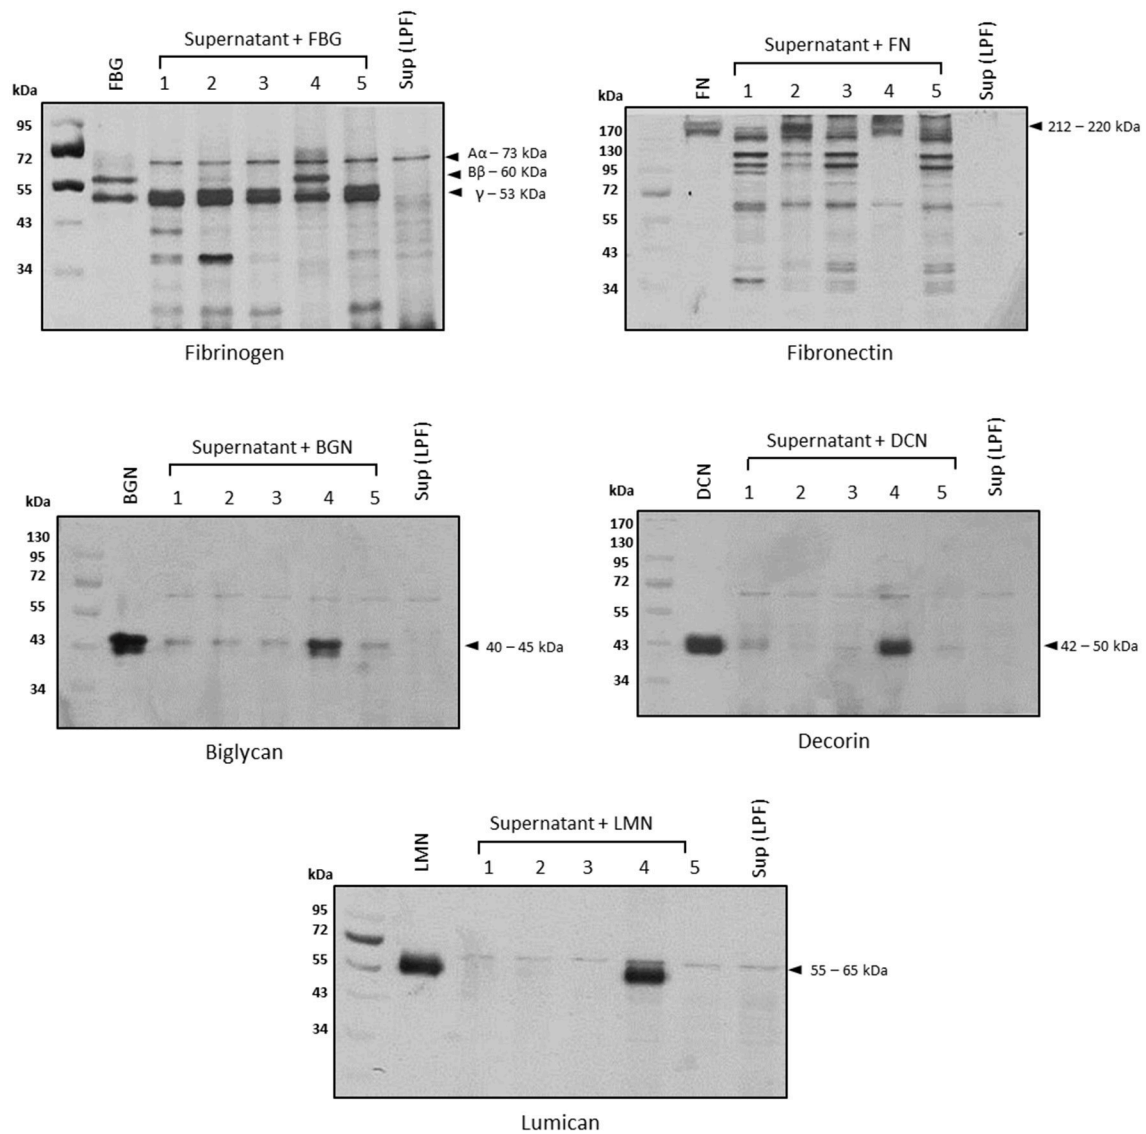 Supernatant + FBG
FBG
1 2 3 4 5
Sup (LPF)
kDa
95
72
55
43
34
Aα – 73 kDa
Bβ – 60 kDa
γ – 53 kDa
Fibrinogen
Supernatant + FN
FN
1 2 3 4 5
Sup (LPF)
kDa
170
130
95
72
55
43
34
212 – 220 kDa
Fibronectin
Supernatant + BGN
BGN
1 2 3 4 5
Sup (LPF)
kDa
130
95
72
55
43
34
40 – 45 kDa
Biglycan
Supernatant + DCN
DCN
1 2 3 4 5
Sup (LPF)
kDa
170
130
95
72
55
43
34
42 – 50 kDa
Decorin
Supernatant + LMN
LMN
1 2 3 4 5
Sup (LPF)
kDa
95
72
55
43
34
55 – 65 kDa
Lumican